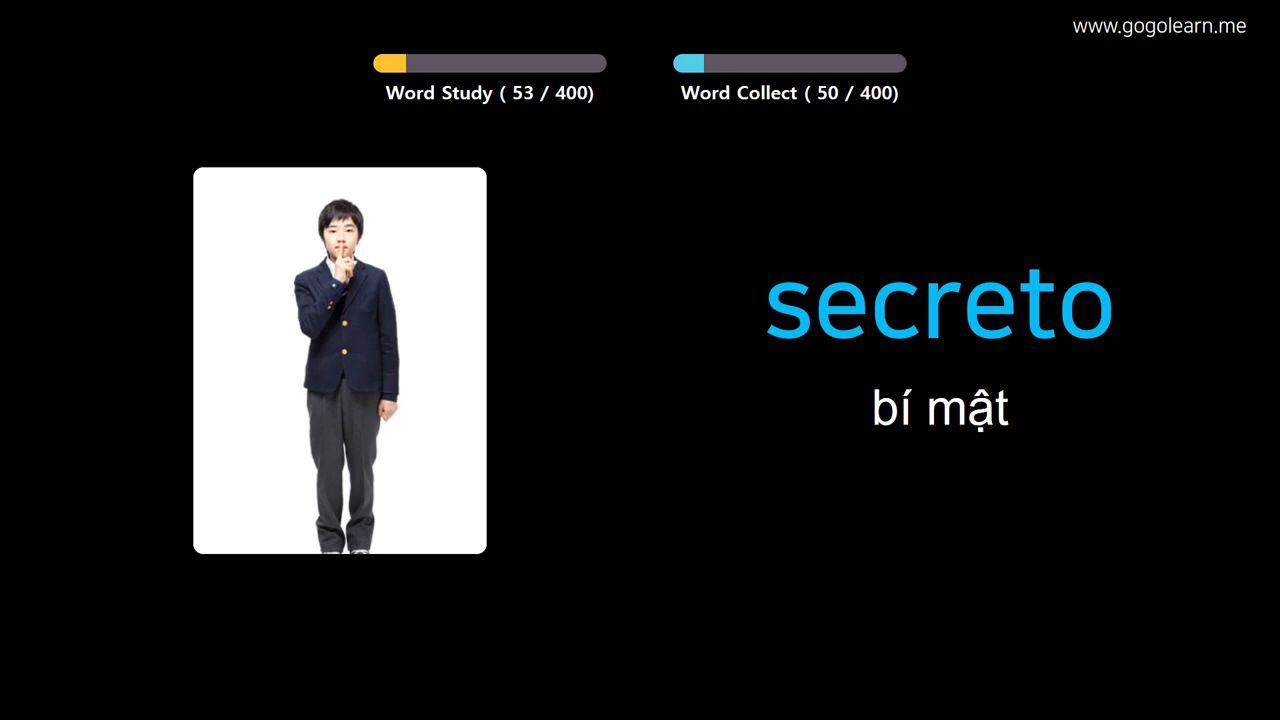 www.gogolearn.me
Word Study ( 53 / 400)
Word Collect ( 50 / 400)
secreto
bí mật